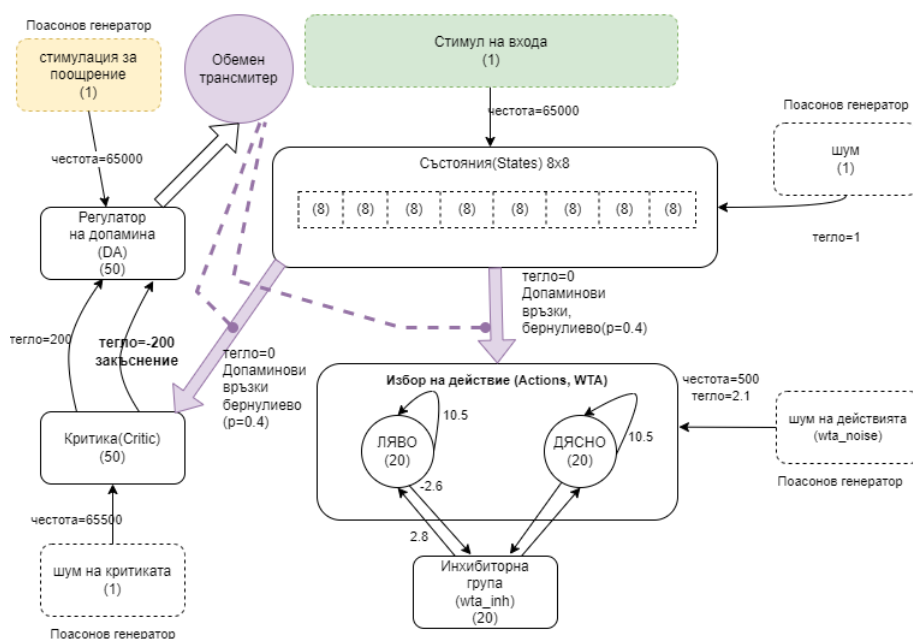 Поасонов генератор
стимулация за
поощрение
(1)
Обемен
трансмитер
Стимул на входа
(1)
честота=65000
честота=65000
Поасонов генератор
шум
(1)
тегло=1
Състояния(States) 8x8
(8) (8) (8) (8) (8) (8) (8) (8)
Регулатор
на допамина
(DA)
(50)
тегло=200
тегло=-200
закъснение
тегло=0
Допаминови
връзки
бернулиево
(p=0.4)
тегло=0
Допаминови
връзки,
бернулиево(p=0.4)
Избор на действие (Actions, WTA)
ЛЯВО
(20)
10.5
ДЯСНО
(20)
10.5
-2.6
2.8
честота=500
тегло=2.1
шум на действията
(wta_noise)
Поасонов генератор
Критика(Critic)
(50)
честота=65500
шум на критиката
(1)
Поасонов генератор
Инхибиторна
група
(wta_inh)
(20)